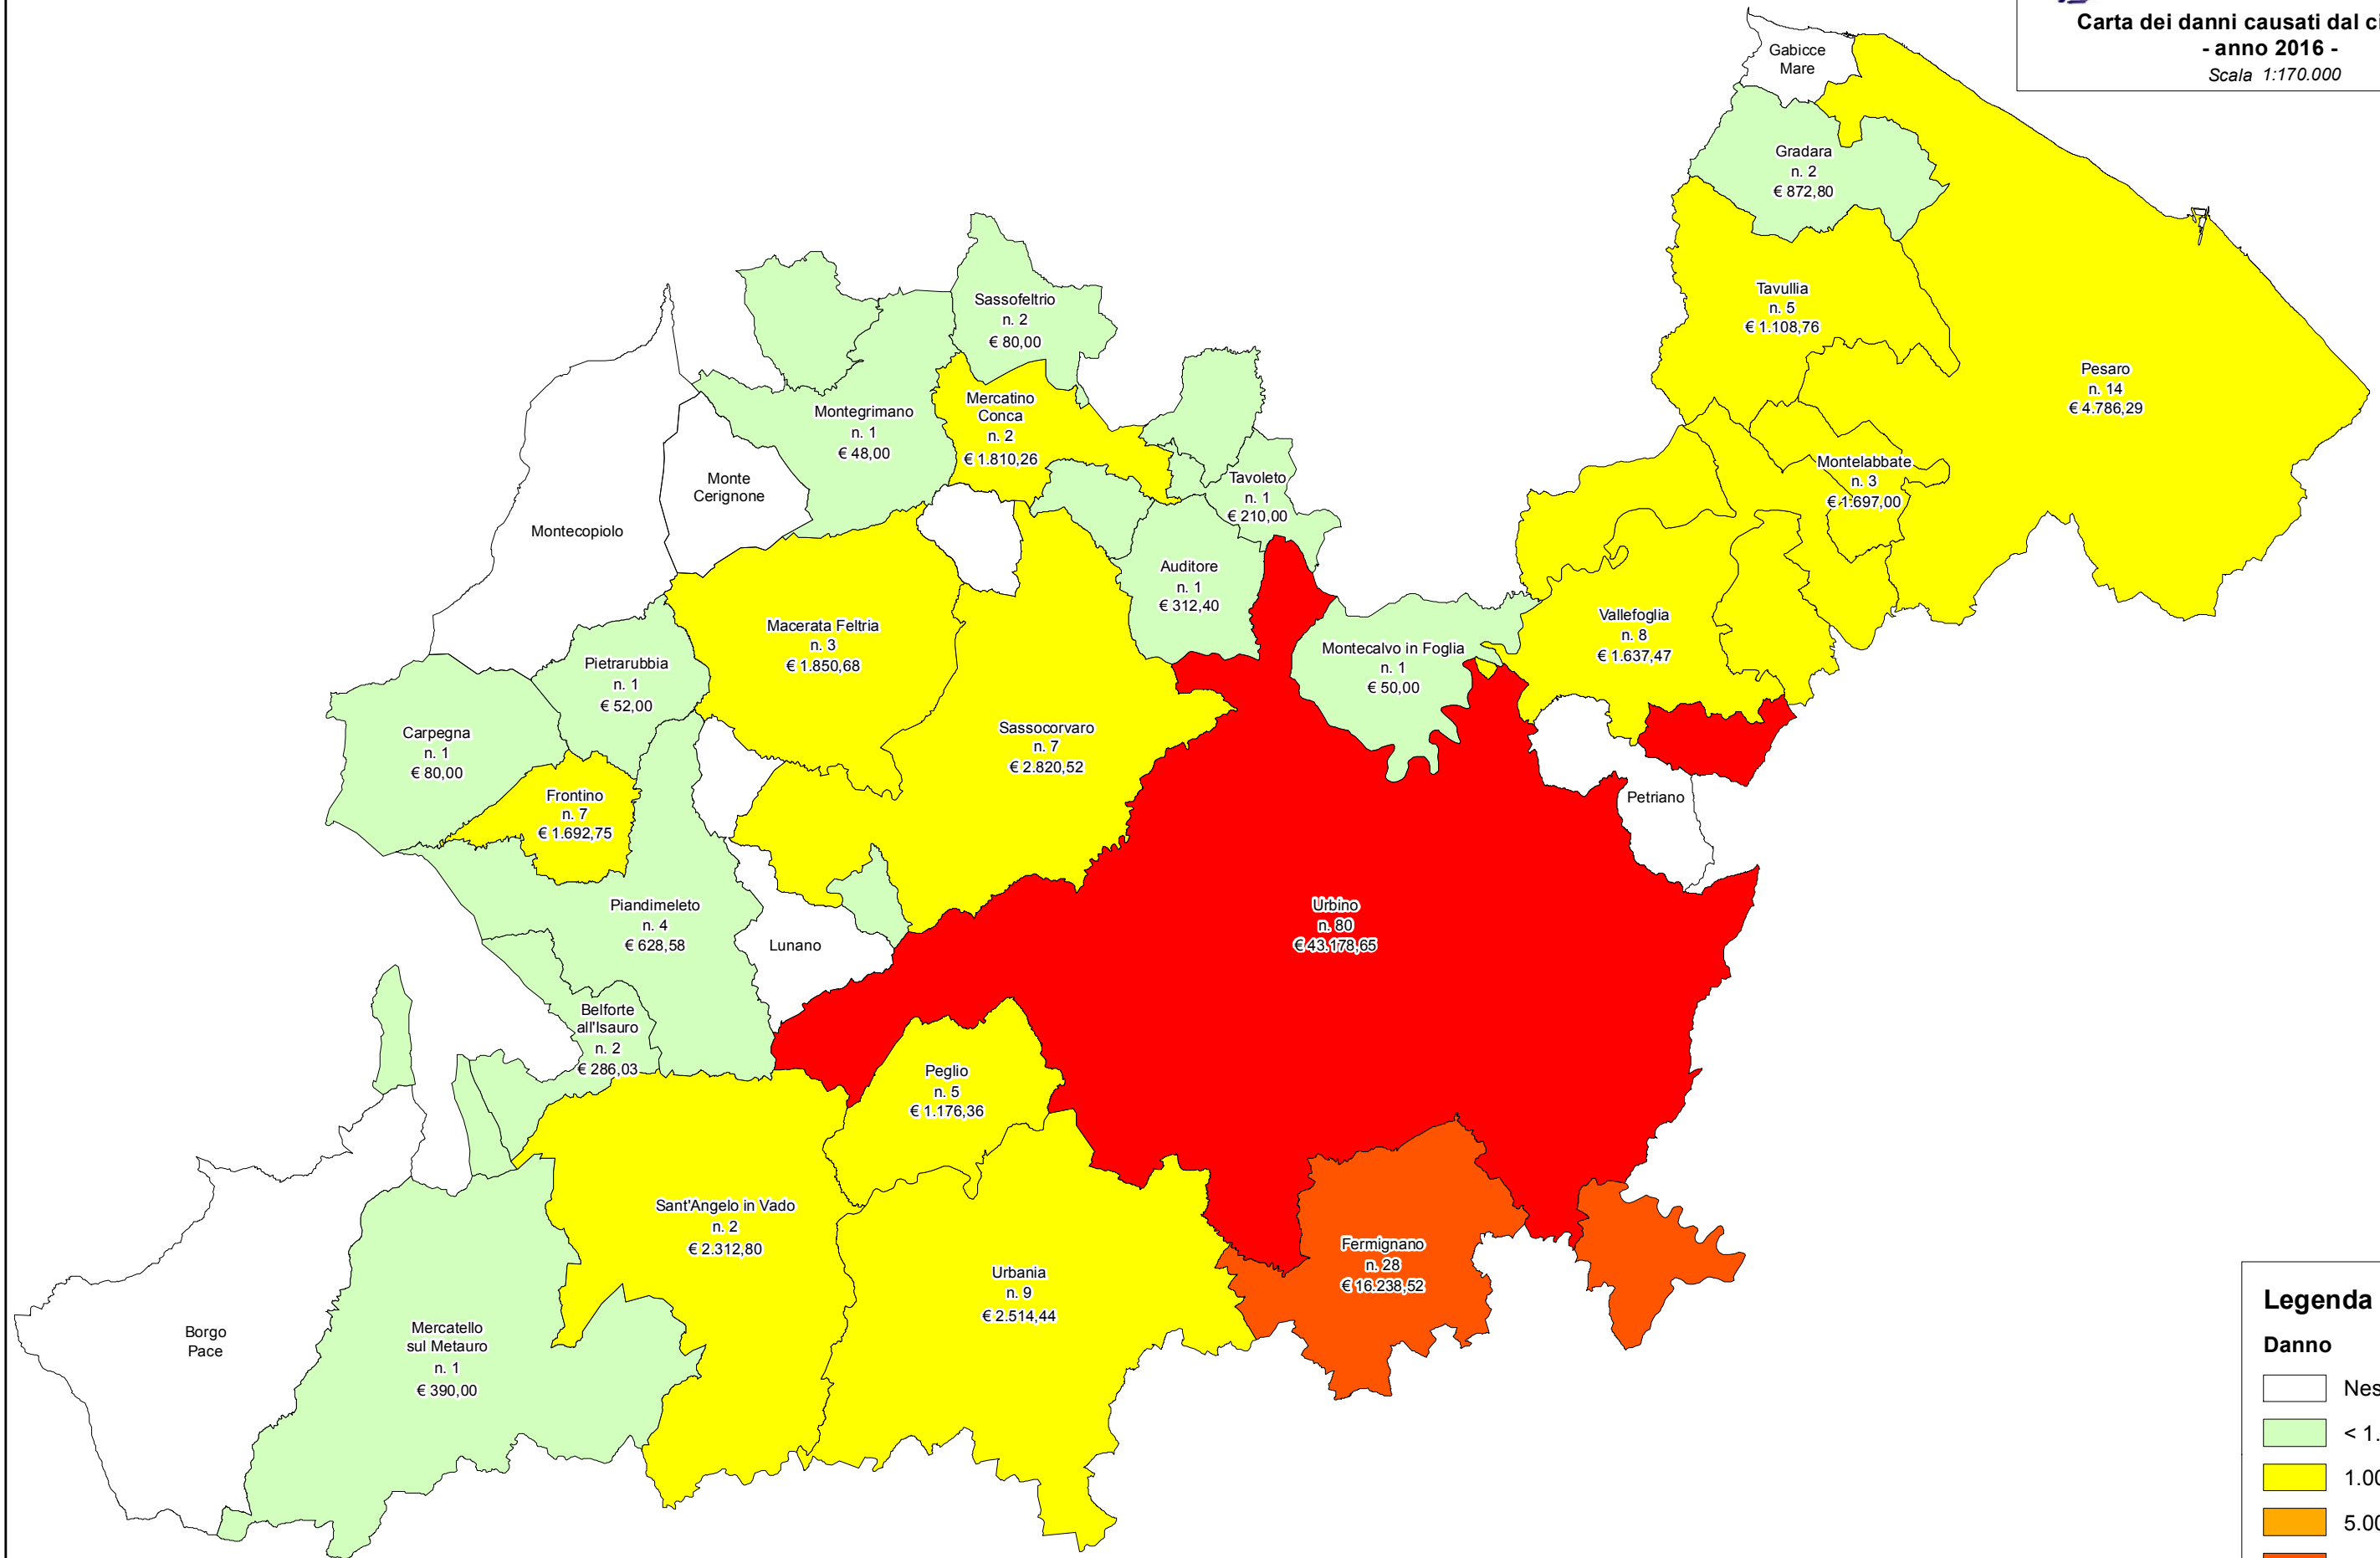 Carta dei danni causati dal
- anno 2016 -
Scala 1:170.000
Gabicce
Mare
Gradara
n. 2
€ 872,80
Tavullia
n. 5
€ 1.108,76
Pesaro
n. 14
€ 4.786,29
Montelabbate
n. 3
€ 1.697,00
Sassofeltrio
n. 2
€ 80,00
Mercatino
Conca
n. 2
€ 1.810,26
Montegrimano
n. 1
€ 48,00
Monte
Cerignone
Montecopiolo
Tavoleto
n. 1
€ 210,00
Auditore
n. 1
€ 312,40
Macerata Feltria
n. 3
€ 1.850,68
Vallefoglia
n. 8
€ 1.637,47
Montecalvo in Foglia
n. 1
€ 50,00
Pietrarubbia
n. 1
€ 52,00
Carpegna
n. 1
€ 80,00
Sassocorvaro
n. 7
€ 2.820,52
Frontino
n. 7
€ 1.692,75
Petriano
Piandimeleto
n. 4
€ 628,58
Lunano
Urbino
n. 80
€ 43.178,65
Belforte
all'Isauro
n. 2
€ 286,03
Peglio
n. 5
€ 1.176,36
Sant'Angelo in Vado
n. 2
€ 2.312,80
Urbania
n. 9
€ 2.514,44
Fermignano
n. 28
€ 16.238,52
Borgo
Pace
Mercatello
sul Metauro
n. 1
€ 390,00
Legenda
Danno
Nes
< 1.
1.00
5.00